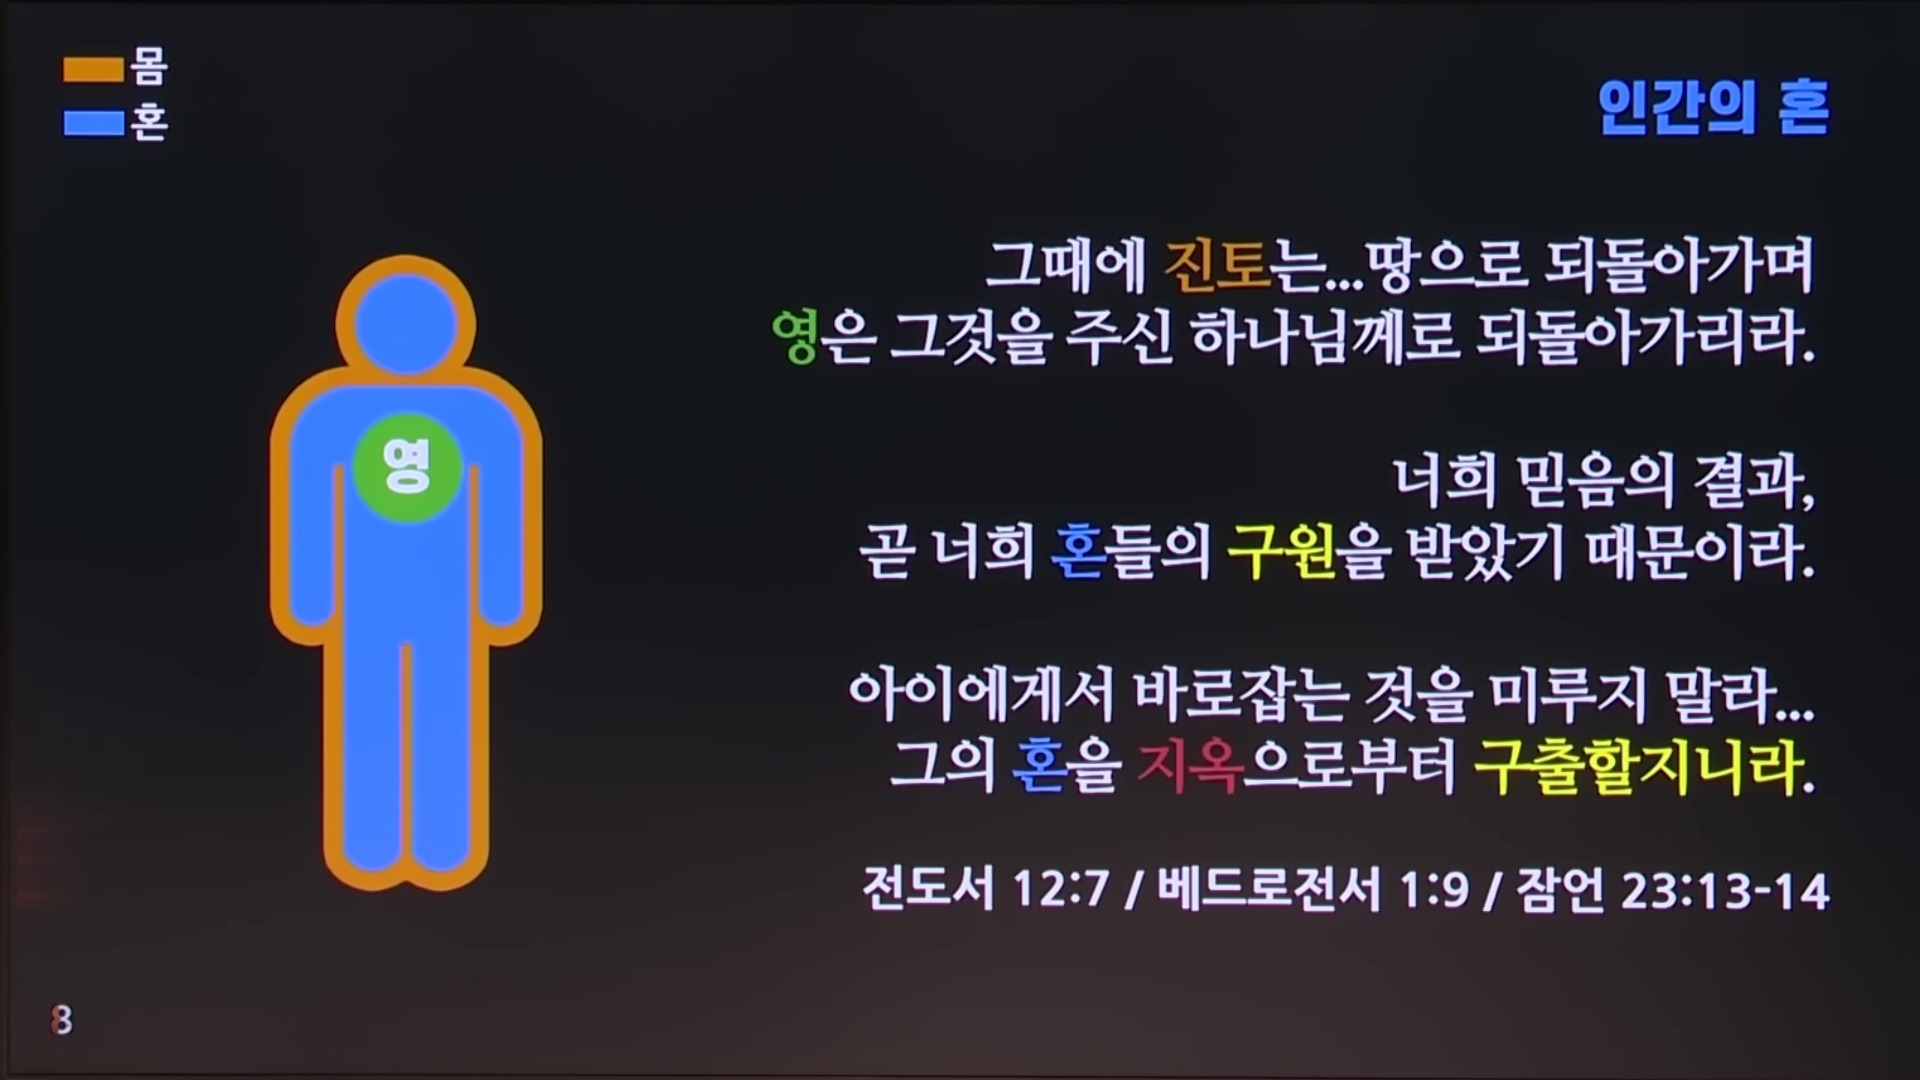 몸
혼
인간의 혼
그때에 진토는...땅으로 되돌아가며
영은 그것을 주신 하나님께로 되돌아가리라.
영
너희 믿음의 결과,
곧 너희 혼들의 구원을 받았기 때문이라.
아이에게서 바로잡는 것을 미루지 말라...
그의 혼을 지옥으로부터 구출할지니라.
전도서 12:7 / 베드로전서 1:9 / 잠언 23:13-14
8